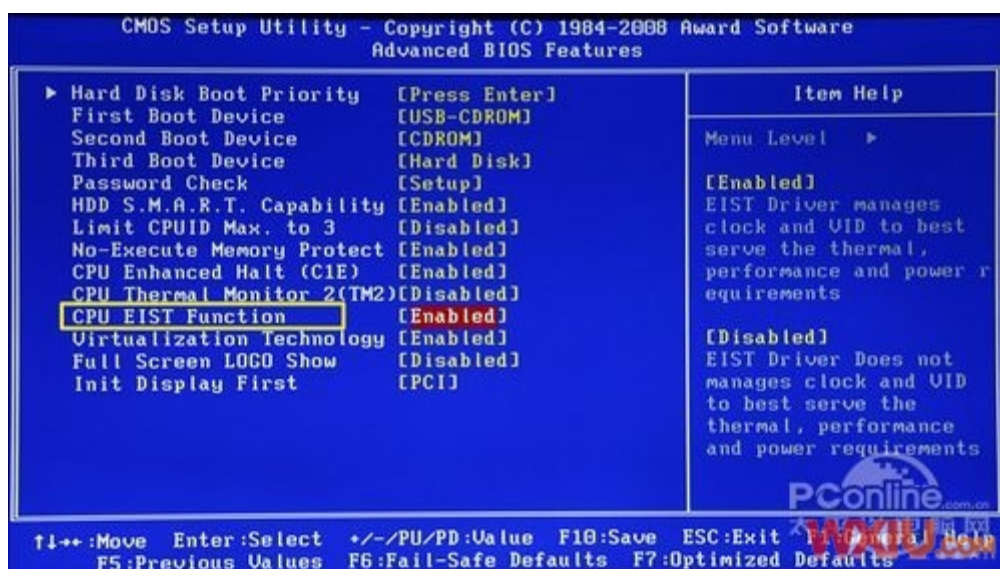 CMOS Setup Utility - Copyright (C) 1984-2008 Award Software
Advanced BIOS Features
▶ Hard Disk Boot Priority [Press Enter]
First Boot Device [USB-CDROM]
Second Boot Device [CDROM]
Third Boot Device [Hard Disk]
Password Check [Setup]
HDD S.M.A.R.T. Capability [Enabled]
Limit CPUID Max. to 3 [Disabled]
No-Execute Memory Protect [Enabled]
CPU Enhanced Halt (C1E) [Enabled]
CPU Thermal Monitor 2(TM2)[Disabled]
CPU EIST Function [Enabled]
Virtualization Technology [Enabled]
Full Screen LOGO Show [Disabled]
Init Display First [PCI]
Item Help
Menu Level ▶
[Enabled]
EIST Driver manages
clock and VID to best
serve the thermal,
performance and power r
equirements
[Disabled]
EIST Driver Does not
manages clock and VID
to best serve the
thermal, performance
and power requirements
↑↓→←:Move Enter:Select +/-/PU/PD:Value F10:Save ESC:Exit F1:General Help
F5:Previous Values F6:Fail-Safe Defaults F7:Optimized Defaults
PConline.com.cn